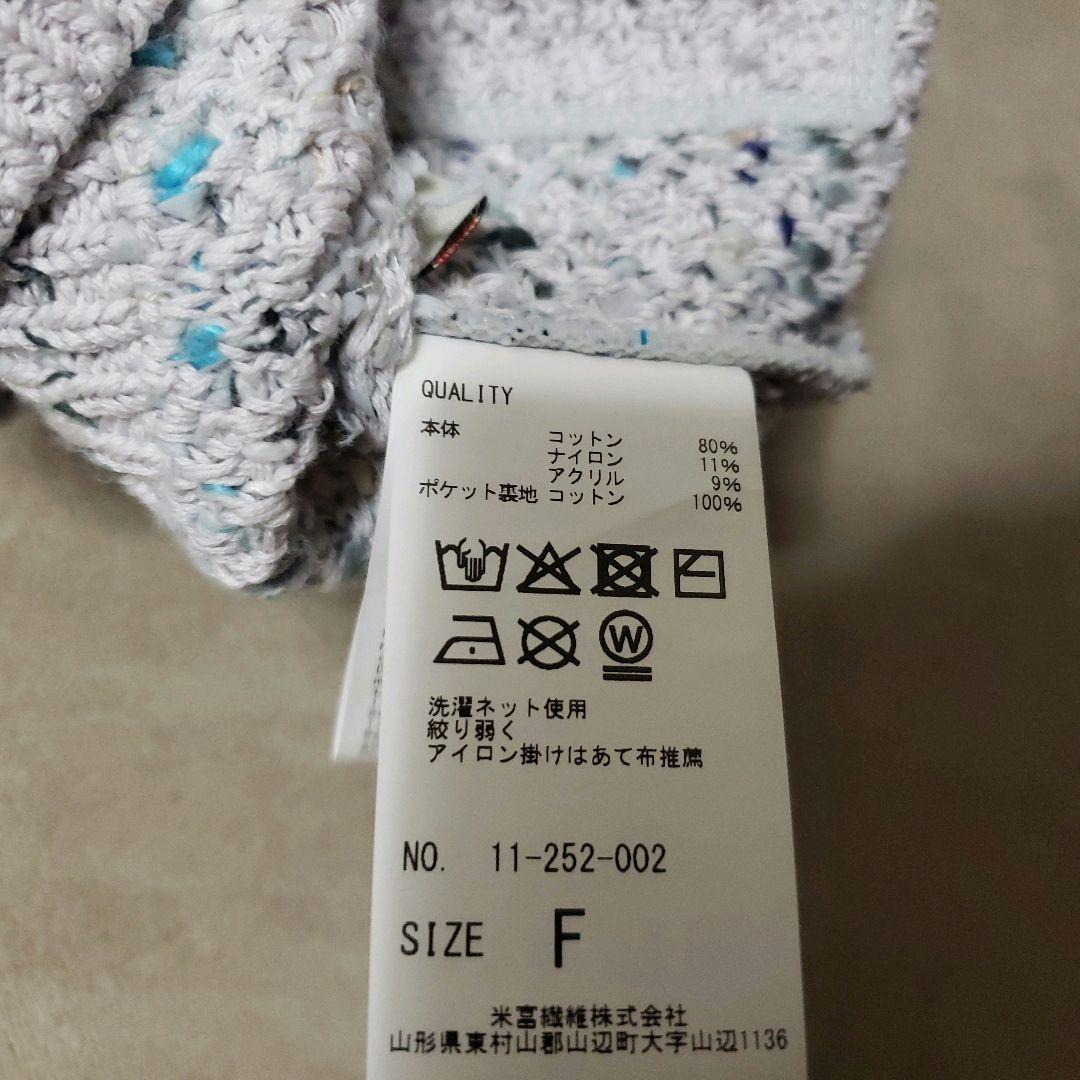 QUALITY
本体 コットン 80%
ナイロン 11%
アクリル 9%
ポケット裏地 コットン 100%
W
洗濯ネット使用
絞り弱く
アイロン掛けはあて布推薦
NO. 11-252-002
SIZE F
米富繊維株式会社
山形県東村山郡山辺町大字山辺1136